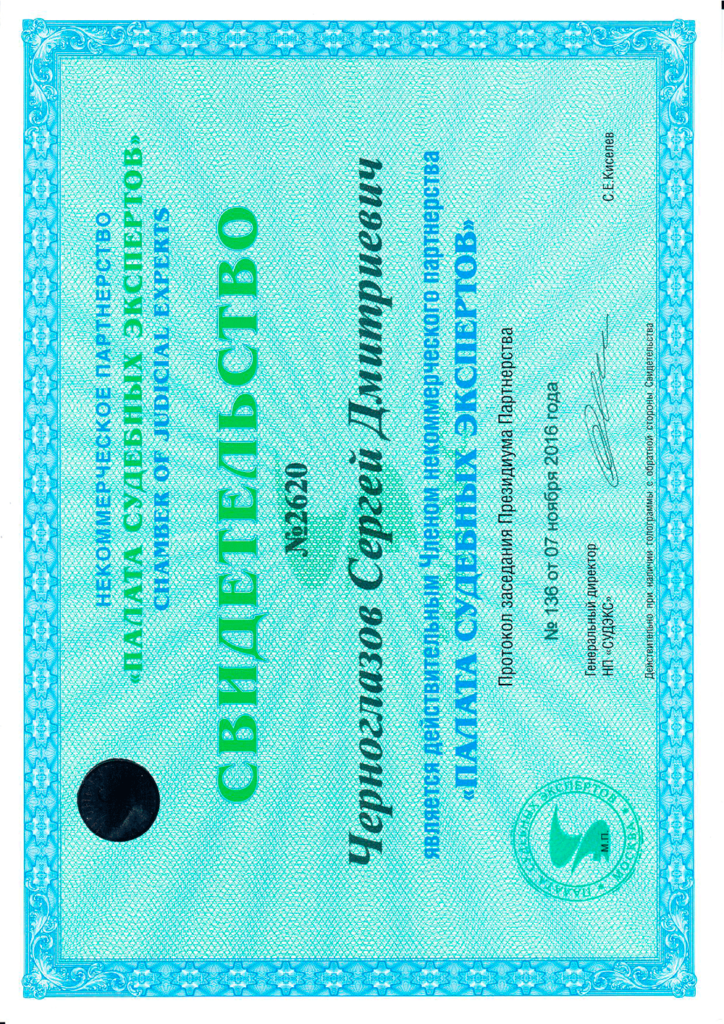 НЕКОММЕРЧЕСКОЕ ПАРТНЕРСТВО
«ПАЛАТА СУДЕБНЫХ ЭКСПЕРТОВ»
CHAMBER OF JUDICIAL EXPERTS
СВИДЕТЕЛЬСТВО
№2620
Черноглазов Сергей Дмитриевич
является действительным Членом некоммерческого партнерства
«ПАЛАТА СУДЕБНЫХ ЭКСПЕРТОВ»
Протокол заседания Президиума Партнерства
№ 136 от 07 ноября 2016 года
Генеральный директор
НП «СУДЭКС»
С.Е.Киселев
Действительно при наличии голограммы с обратной стороны Свидетельства
ПАЛАТА СУДЕБНЫХ ЭКСПЕРТОВ * МОСКВА *
М.П.